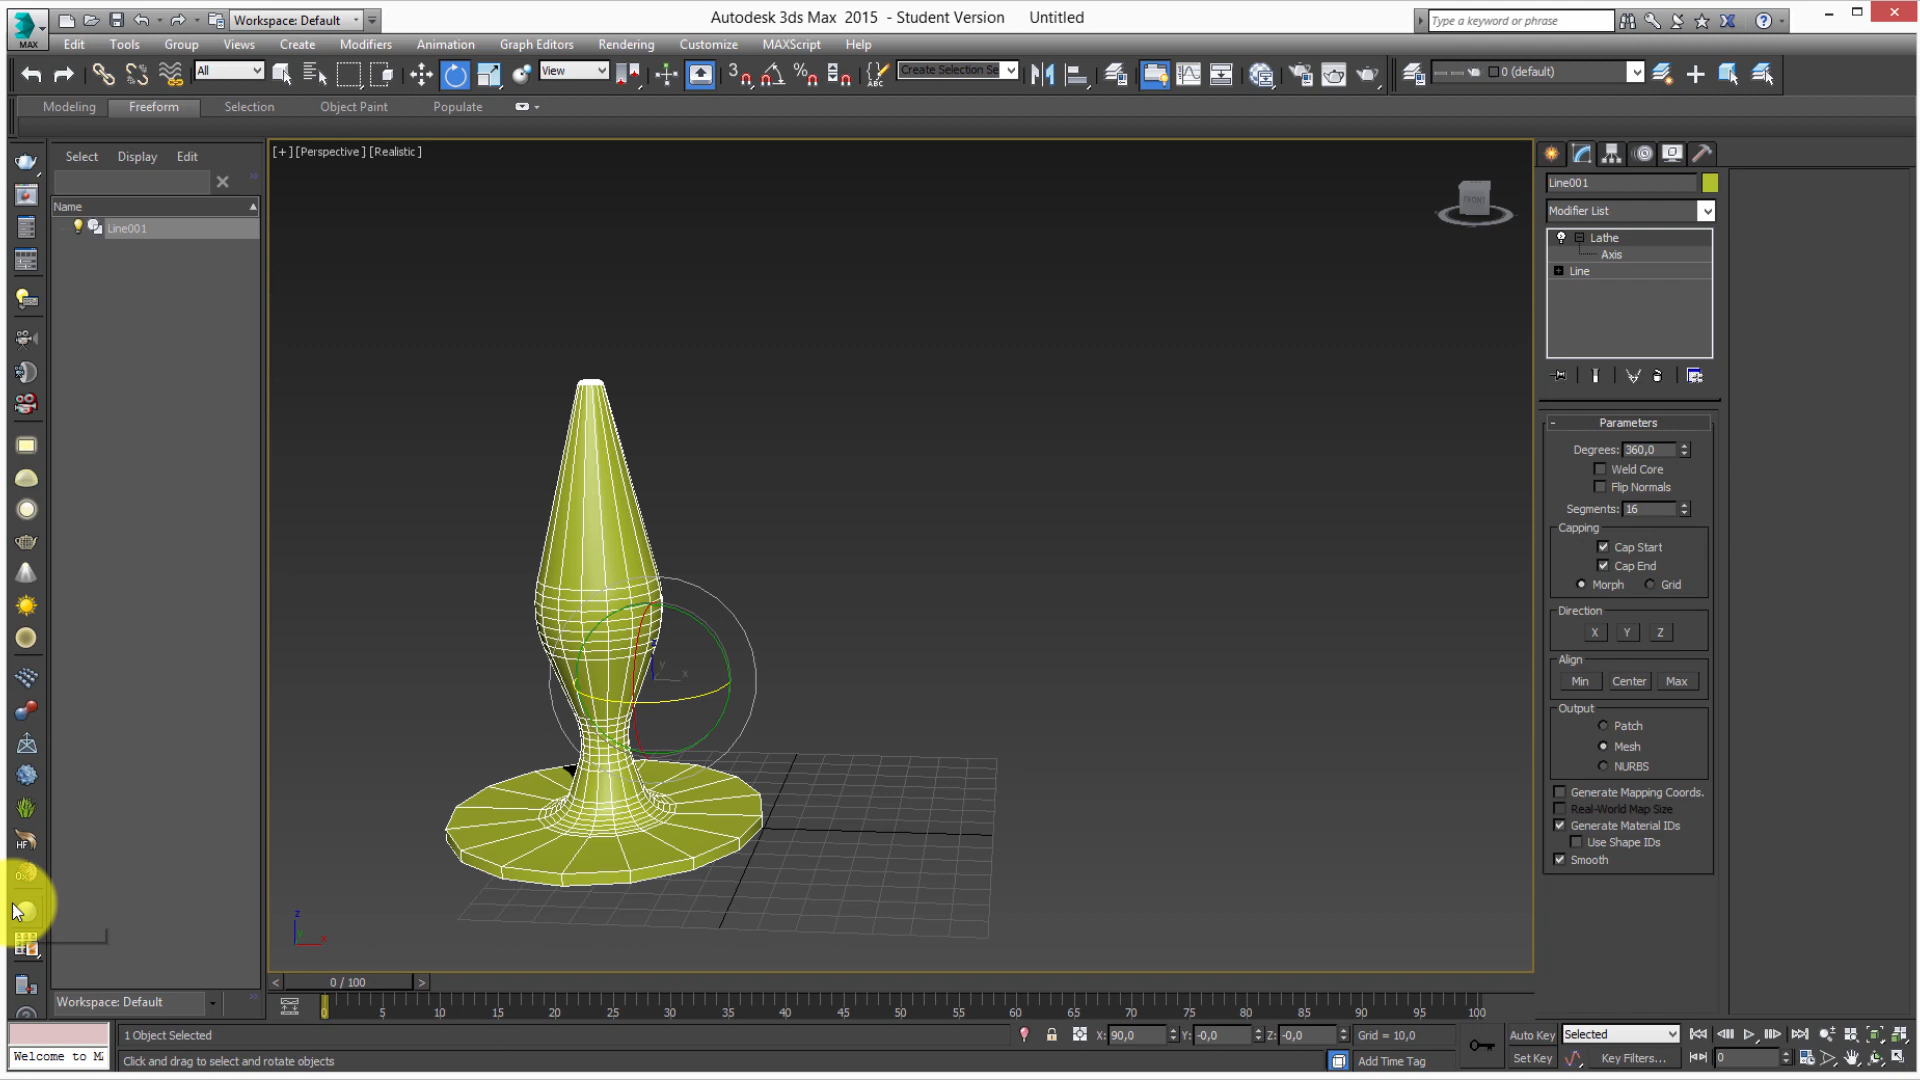 Workspace: Default
Autodesk 3ds Max 2015 - Student Version Untitled
Type a keyword or phrase
MAX
Edit Tools Group Views Create Modifiers Animation Graph Editors Rendering Customize MAXScript Help
All
View
3
%
ABC
Create Selection Se
0 (default)
Modeling Freeform Selection Object Paint Populate
Select Display Edit
[+][Perspective][Realistic]
FRONT
Line001
Name
Line001
Modifier List
Lathe
Axis
Line
Parameters
Degrees: 360,0
Weld Core
Flip Normals
Segments: 16
Capping
Cap Start
Cap End
Morph Grid
Direction
X Y Z
Align
Min Center Max
Output
Patch
Mesh
NURBS
Generate Mapping Coords.
Real-World Map Size
Generate Material IDs
Use Shape IDs
Smooth
HF
y
x
z
x
< 0 / 100 >
Workspace: Default
0 5 10 15 20 25 30 35 40 45 50 55 60 65 70 75 80 85 90 95 100
1 Object Selected
X: 90,0 Y: -0,0 Z: -0,0 Grid = 10,0
Auto Key Selected
Welcome to M
Click and drag to select and rotate objects
Add Time Tag
Set Key Key Filters... 0